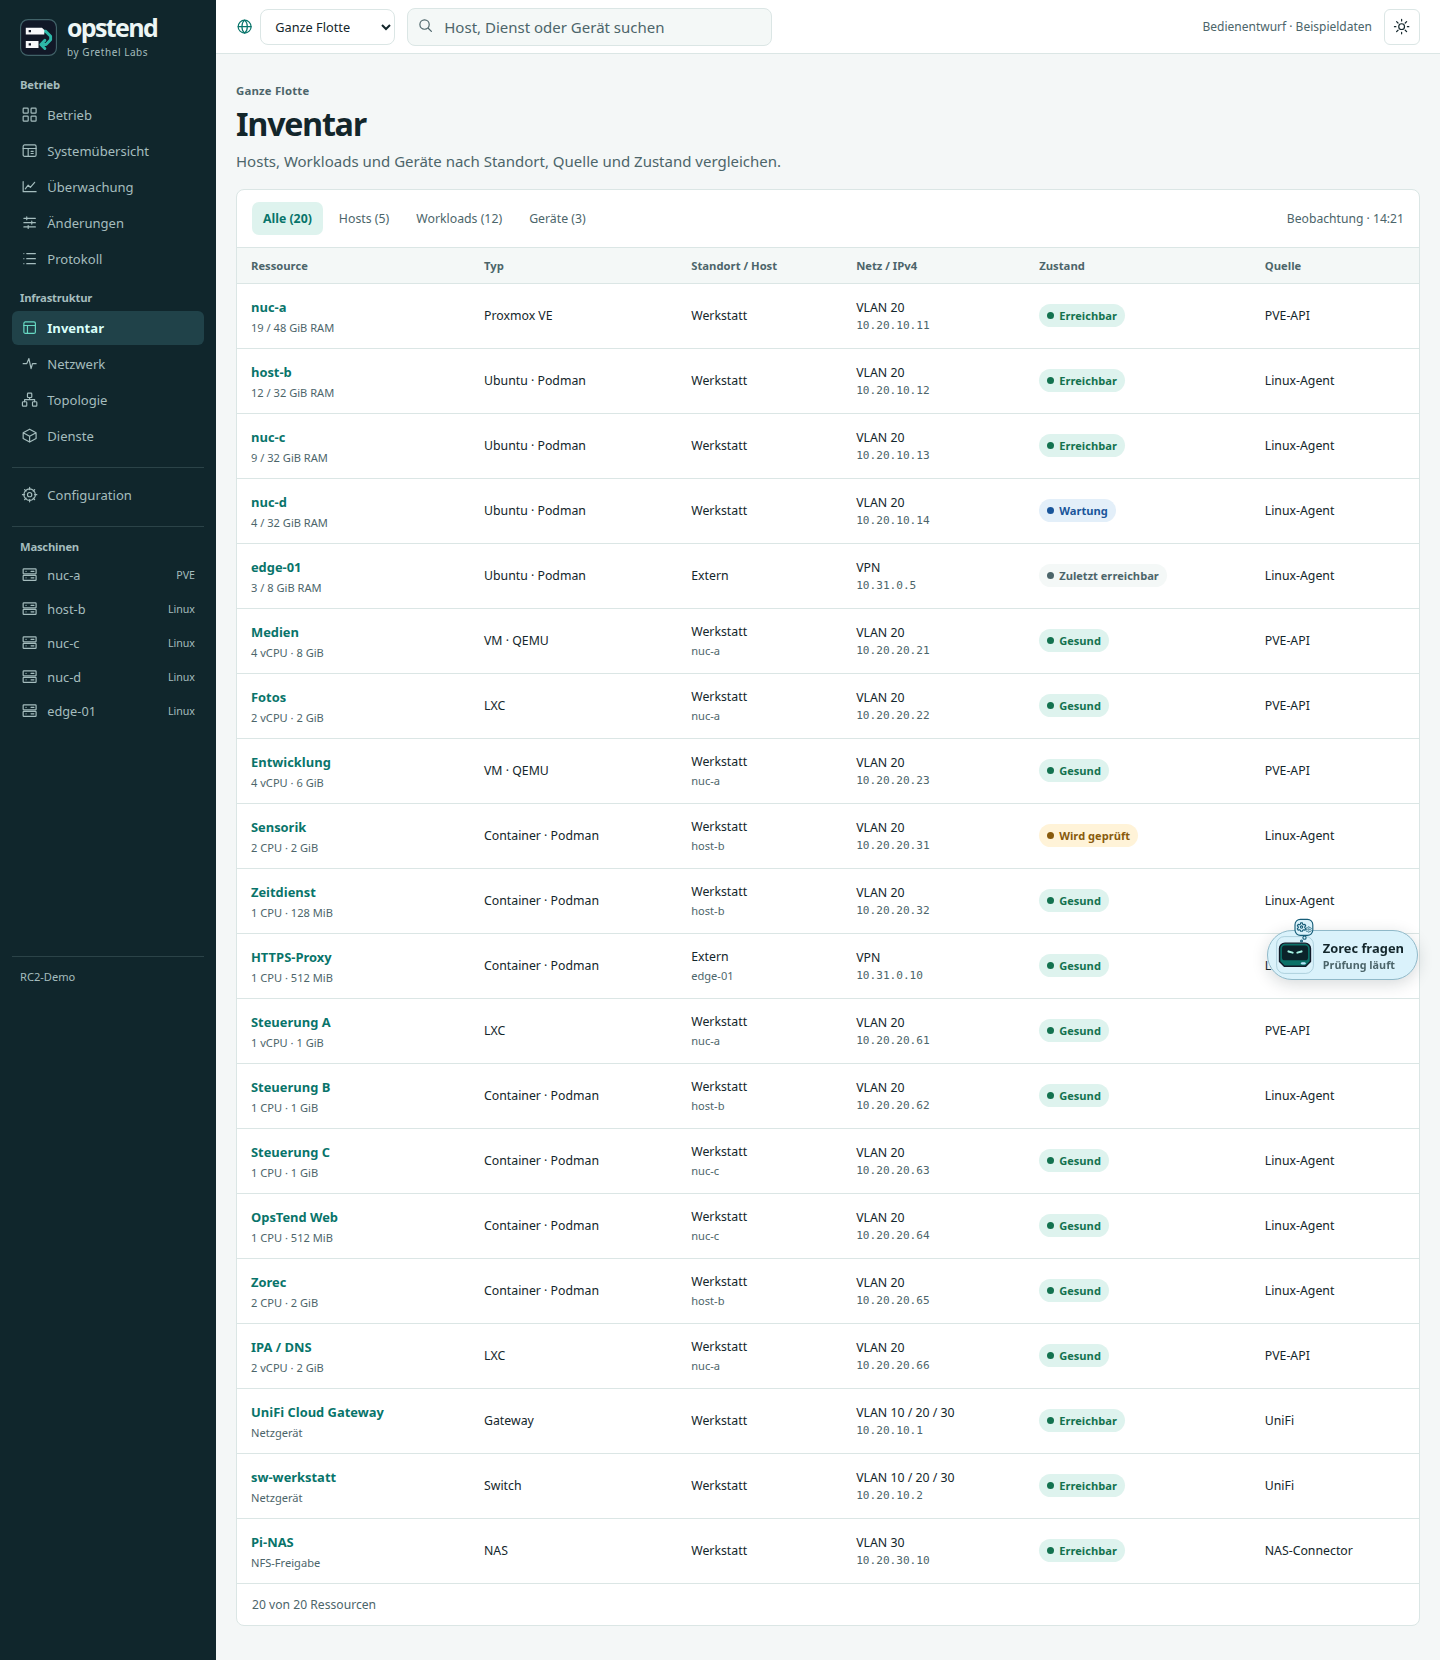 opstend
by Grethel Labs
Betrieb
Betrieb
Systemübersicht
Überwachung
Änderungen
Protokoll
Infrastruktur
Inventar
Netzwerk
Topologie
Dienste
Configuration
Maschinen
nuc-a PVE
host-b Linux
nuc-c Linux
nuc-d Linux
edge-01 Linux
RC2-Demo
Ganze Flotte
Host, Dienst oder Gerät suchen
Bedienentwurf · Beispieldaten
Ganze Flotte
Inventar
Hosts, Workloads und Geräte nach Standort, Quelle und Zustand vergleichen.
Alle (20) Hosts (5) Workloads (12) Geräte (3) Beobachtung · 14:21
Ressource Typ Standort / Host Netz / IPv4 Zustand Quelle
nuc-a
19 / 48 GiB RAM
Proxmox VE
Werkstatt
VLAN 20
10.20.10.11
Erreichbar
PVE-API
host-b
12 / 32 GiB RAM
Ubuntu · Podman
Werkstatt
VLAN 20
10.20.10.12
Erreichbar
Linux-Agent
nuc-c
9 / 32 GiB RAM
Ubuntu · Podman
Werkstatt
VLAN 20
10.20.10.13
Erreichbar
Linux-Agent
nuc-d
4 / 32 GiB RAM
Ubuntu · Podman
Werkstatt
VLAN 20
10.20.10.14
Wartung
Linux-Agent
edge-01
3 / 8 GiB RAM
Ubuntu · Podman
Extern
VPN
10.31.0.5
Zuletzt erreichbar
Linux-Agent
Medien
4 vCPU · 8 GiB
VM · QEMU
Werkstatt
nuc-a
VLAN 20
10.20.20.21
Gesund
PVE-API
Fotos
2 vCPU · 2 GiB
LXC
Werkstatt
nuc-a
VLAN 20
10.20.20.22
Gesund
PVE-API
Entwicklung
4 vCPU · 6 GiB
VM · QEMU
Werkstatt
nuc-a
VLAN 20
10.20.20.23
Gesund
PVE-API
Sensorik
2 CPU · 2 GiB
Container · Podman
Werkstatt
host-b
VLAN 20
10.20.20.31
Wird geprüft
Linux-Agent
Zeitdienst
1 CPU · 128 MiB
Container · Podman
Werkstatt
host-b
VLAN 20
10.20.20.32
Gesund
Linux-Agent
HTTPS-Proxy
1 CPU · 512 MiB
Container · Podman
Extern
edge-01
VPN
10.31.0.10
Gesund
Zorec fragen
Prüfung läuft
Steuerung A
1 vCPU · 1 GiB
LXC
Werkstatt
nuc-a
VLAN 20
10.20.20.61
Gesund
PVE-API
Steuerung B
1 CPU · 1 GiB
Container · Podman
Werkstatt
host-b
VLAN 20
10.20.20.62
Gesund
Linux-Agent
Steuerung C
1 CPU · 1 GiB
Container · Podman
Werkstatt
nuc-c
VLAN 20
10.20.20.63
Gesund
Linux-Agent
OpsTend Web
1 CPU · 512 MiB
Container · Podman
Werkstatt
nuc-c
VLAN 20
10.20.20.64
Gesund
Linux-Agent
Zorec
2 CPU · 2 GiB
Container · Podman
Werkstatt
host-b
VLAN 20
10.20.20.65
Gesund
Linux-Agent
IPA / DNS
2 vCPU · 2 GiB
LXC
Werkstatt
nuc-a
VLAN 20
10.20.20.66
Gesund
PVE-API
UniFi Cloud Gateway
Netzgerät
Gateway
Werkstatt
VLAN 10 / 20 / 30
10.20.10.1
Erreichbar
UniFi
sw-werkstatt
Netzgerät
Switch
Werkstatt
VLAN 10 / 20 / 30
10.20.10.2
Erreichbar
UniFi
Pi-NAS
NFS-Freigabe
NAS
Werkstatt
VLAN 30
10.20.30.10
Erreichbar
NAS-Connector
20 von 20 Ressourcen